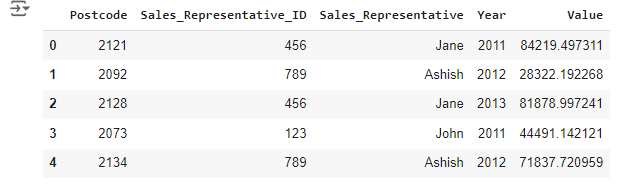 Postcode Sales_Representative_ID Sales_Representative Year Value
0 2121 456 Jane 2011 84219.497311
1 2092 789 Ashish 2012 28322.192268
2 2128 456 Jane 2013 81878.997241
3 2073 123 John 2011 44491.142121
4 2134 789 Ashish 2012 71837.720959